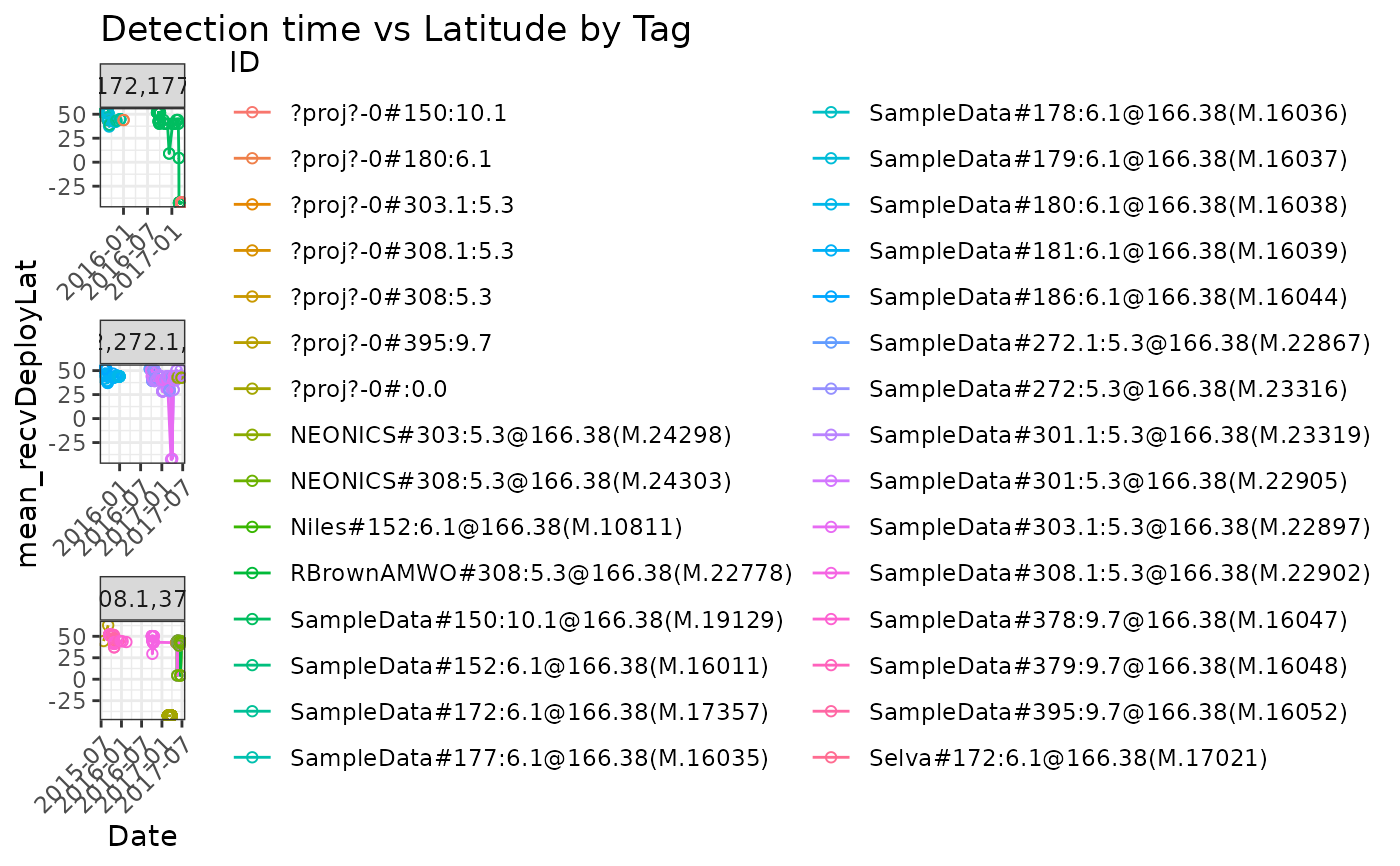 Detection time vs Latitude by Tag
mean_recvDeployLat
172,177
50
25
0
-25
2016-01
2016-07
2017-01
,272.1,
50
25
0
-25
2016-01
2016-07
2017-01
2017-07
08.1,37
50
25
0
-25
2015-07
2016-01
2016-07
2017-01
2017-07
Date
ID
?proj?-0#150:10.1
?proj?-0#180:6.1
?proj?-0#303.1:5.3
?proj?-0#308.1:5.3
?proj?-0#308:5.3
?proj?-0#395:9.7
?proj?-0#:0.0
NEONICS#303:5.3@166.38(M.24298)
NEONICS#308:5.3@166.38(M.24303)
Niles#152:6.1@166.38(M.10811)
RBrownAMWO#308:5.3@166.38(M.22778)
SampleData#150:10.1@166.38(M.19129)
SampleData#152:6.1@166.38(M.16011)
SampleData#172:6.1@166.38(M.17357)
SampleData#177:6.1@166.38(M.16035)
SampleData#178:6.1@166.38(M.16036)
SampleData#179:6.1@166.38(M.16037)
SampleData#180:6.1@166.38(M.16038)
SampleData#181:6.1@166.38(M.16039)
SampleData#186:6.1@166.38(M.16044)
SampleData#272.1:5.3@166.38(M.22867)
SampleData#272:5.3@166.38(M.23316)
SampleData#301.1:5.3@166.38(M.23319)
SampleData#301:5.3@166.38(M.22905)
SampleData#303.1:5.3@166.38(M.22897)
SampleData#308.1:5.3@166.38(M.22902)
SampleData#378:9.7@166.38(M.16047)
SampleData#379:9.7@166.38(M.16048)
SampleData#395:9.7@166.38(M.16052)
Selva#172:6.1@166.38(M.17021)